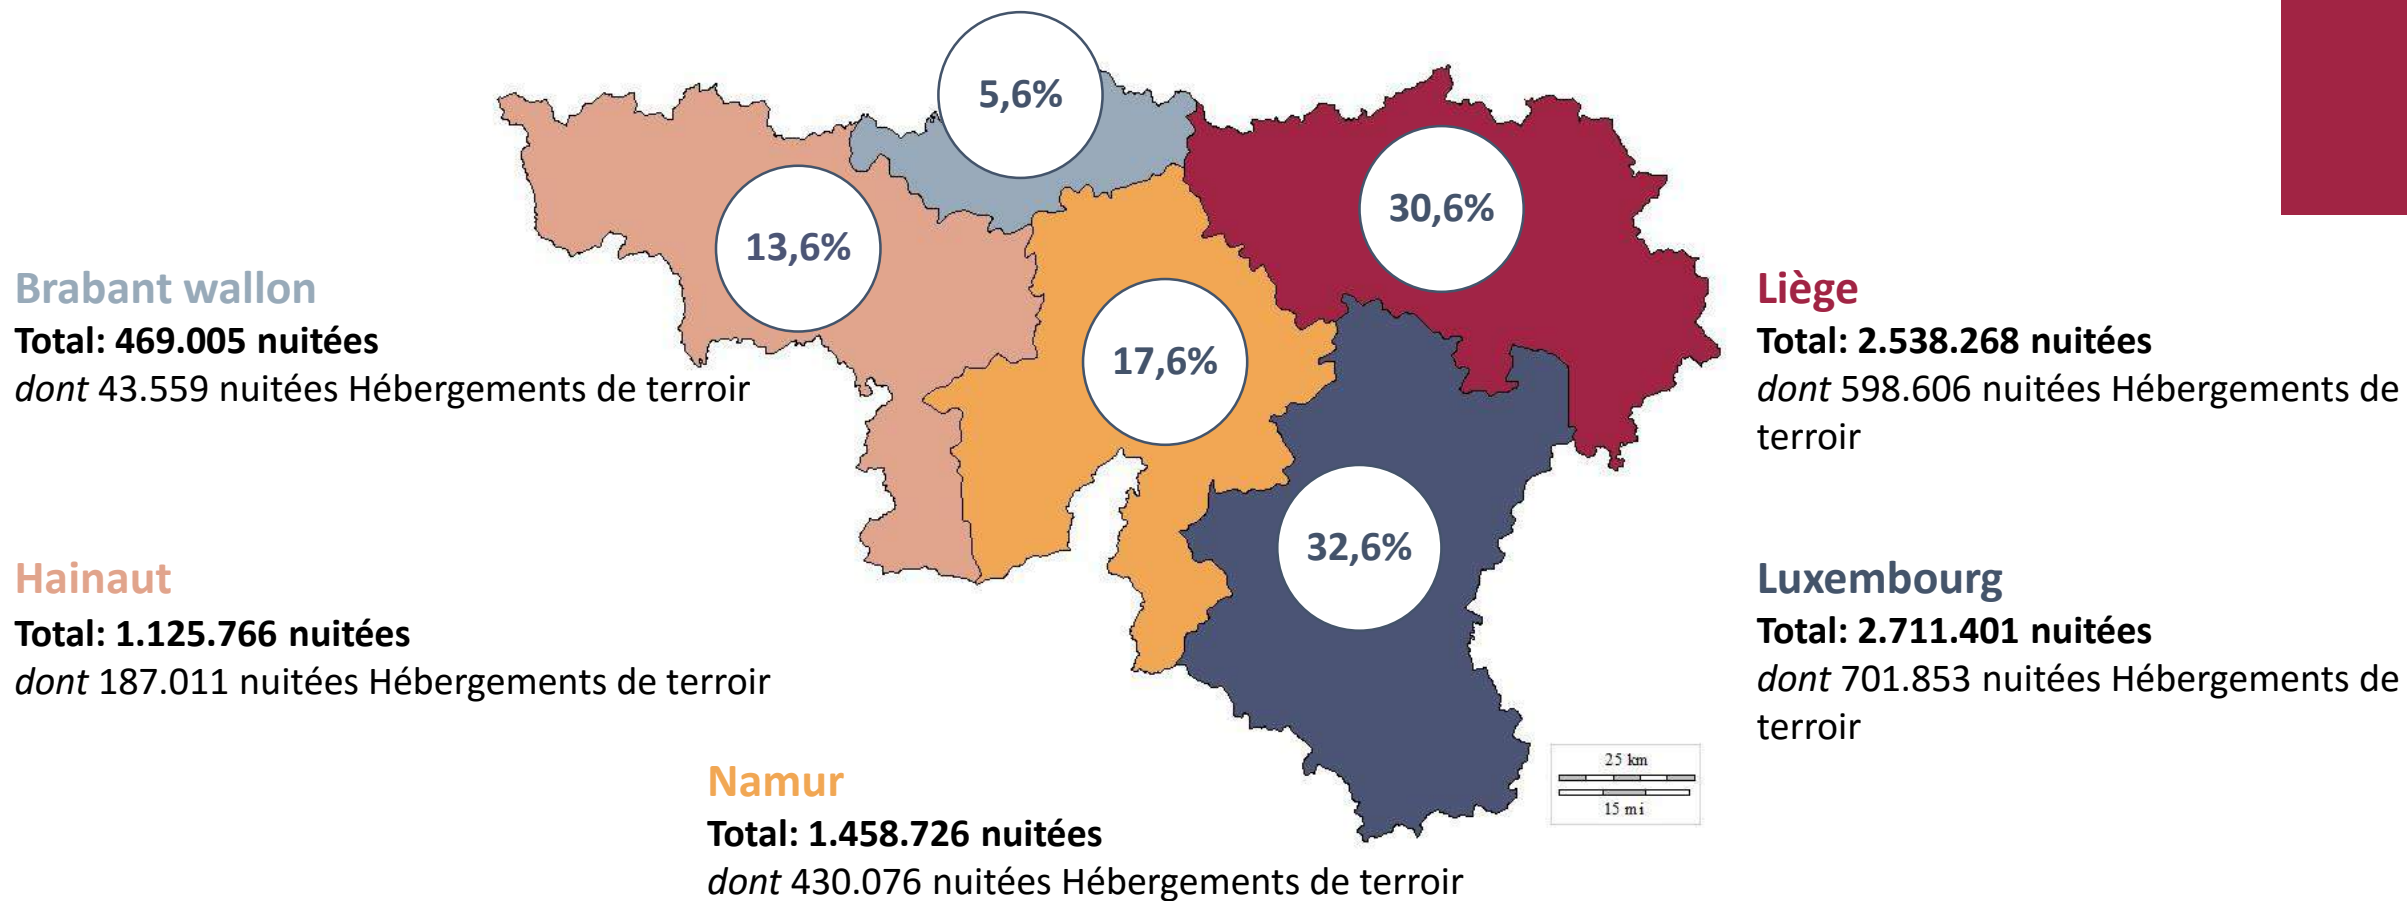 5,6%
13,6%
30,6%
17,6%
32,6%
Brabant wallon
Total: 469.005 nuitées
dont 43.559 nuitées Hébergements de terroir
Hainaut
Total: 1.125.766 nuitées
dont 187.011 nuitées Hébergements de terroir
Namur
Total: 1.458.726 nuitées
dont 430.076 nuitées Hébergements de terroir
Liège
Total: 2.538.268 nuitées
dont 598.606 nuitées Hébergements de
terroir
Luxembourg
Total: 2.711.401 nuitées
dont 701.853 nuitées Hébergements de
terroir
25 km
15 mi